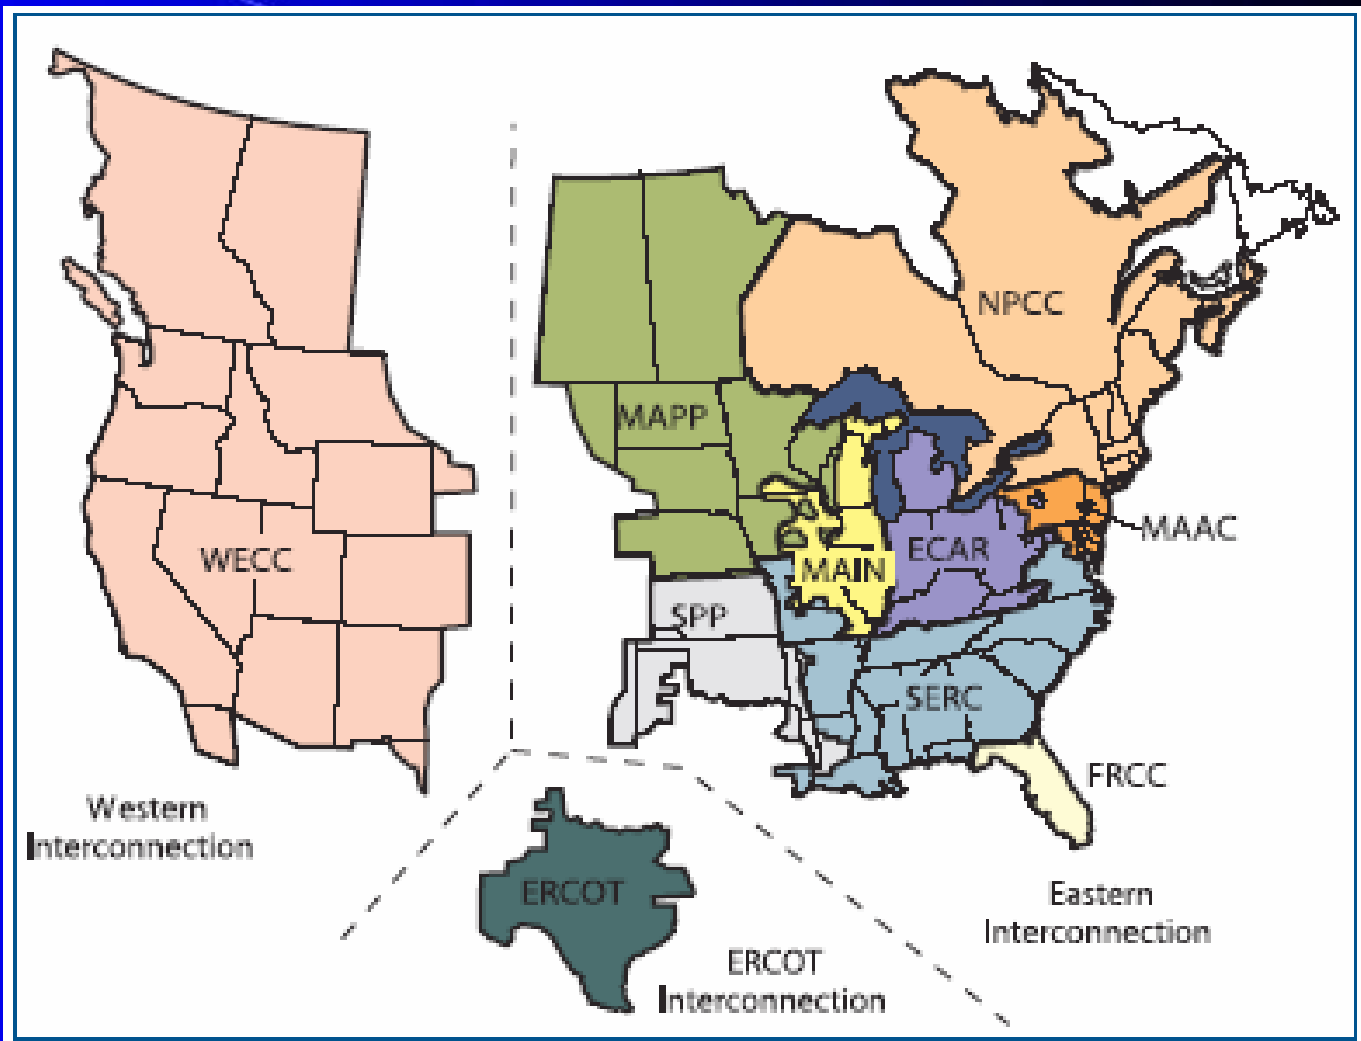 NPCC
MAPP
MAAC
ECAR
WECC
MAIN
SPP
SERC
FRCC
Western
Interconnection
ERCOT
Eastern
Interconnection
ERCOT
Interconnection